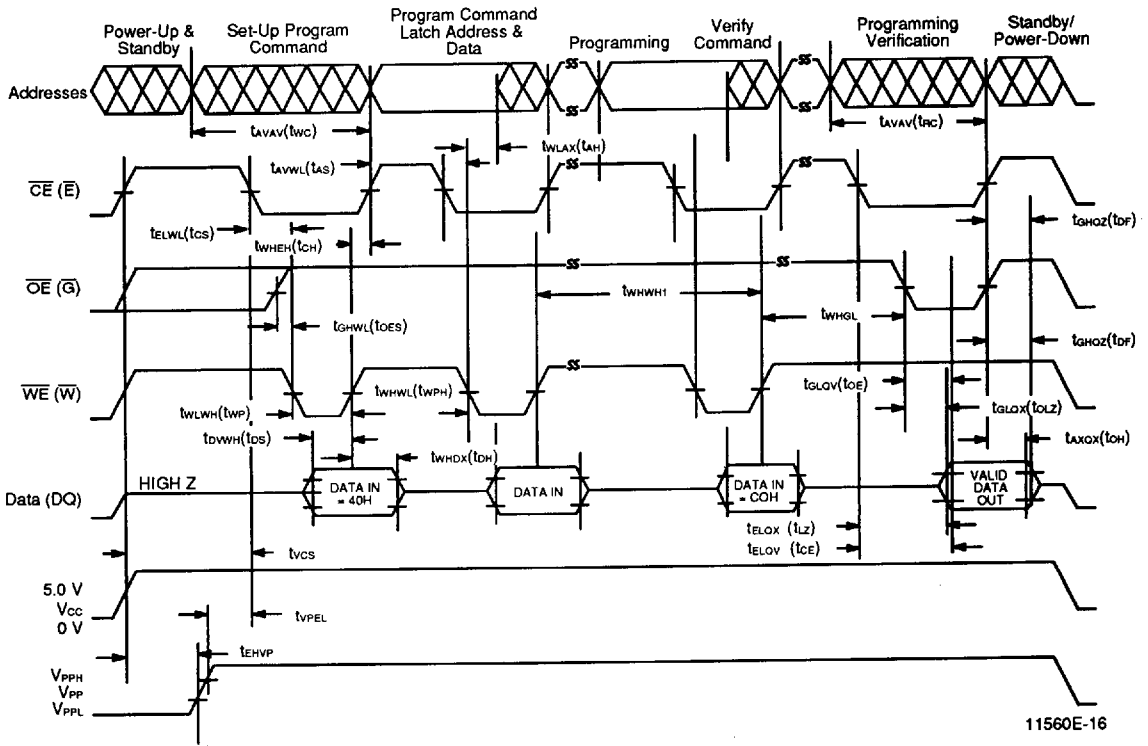 Power-Up &
Standby
Set-Up Program
Command
Program Command
Latch Address &
Data
Programming
Verify
Command
Programming
Verification
Standby/
Power-Down
Addresses
tAVAV(tWC)
tWLAX(tAH)
tAVAV(tRC)
tAVWL(tAS)
CE (E)
tELWL(tCS)
tWHEH(tCH)
tGHQZ(tDF)
OE (G)
tWHWH1
tWHGL
tGHWL(tOES)
tGHQZ(tDF)
WE (W)
tWHWL(tWPH)
tGLQV(tOE)
tWLWH(tWP)
tGLQX(tOLZ)
tDVWH(tDS)
tWHDX(tDH)
tAXQX(tOH)
Data (DQ)
HIGH Z
DATA IN
= 40H
DATA IN
DATA IN
= C0H
VALID
DATA
OUT
tELQX (tLZ)
tELQV (tCE)
tVCS
5.0 V
VCC
0 V
tVPEL
tEHVP
VPPH
VPP
VPPL
11560E-16